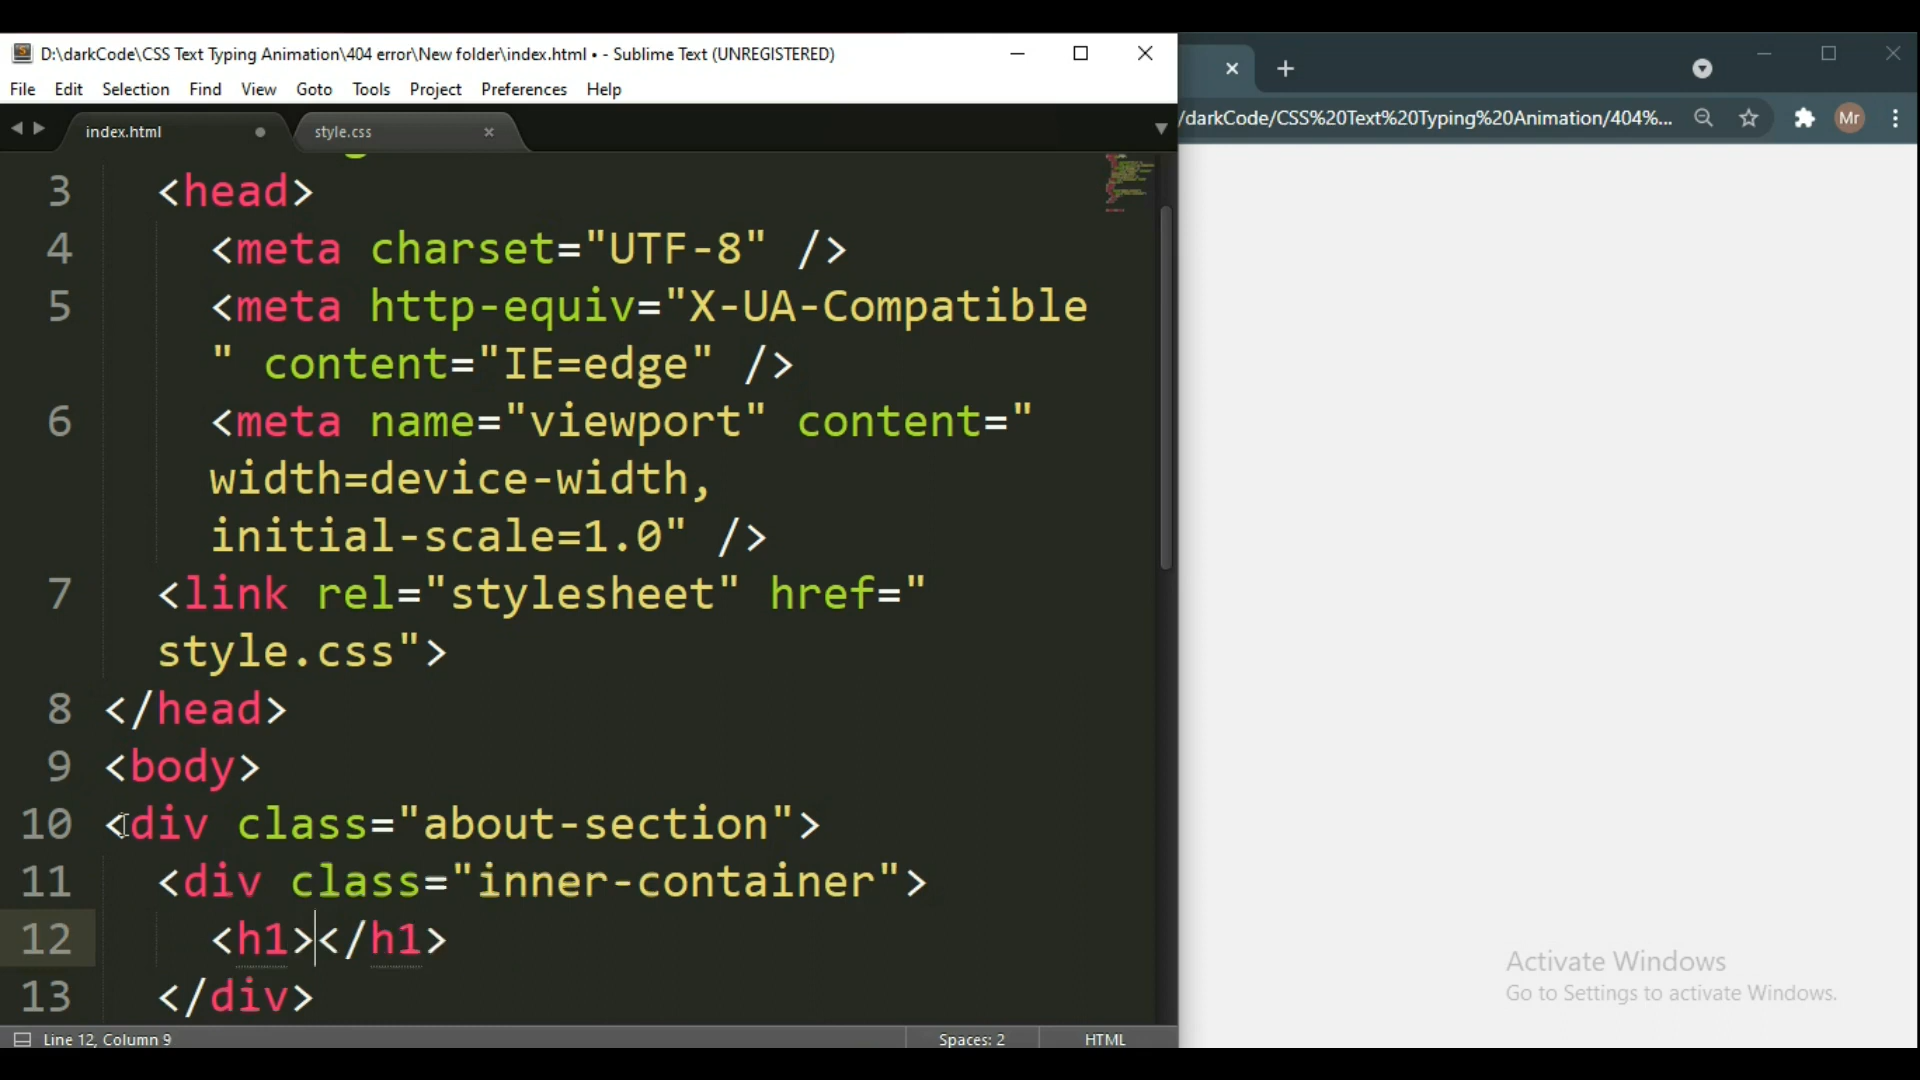 D:\darkCode\CSS Text Typing Animation\404 error\New folder\index.html • - Sublime Text (UNREGISTERED)
File Edit Selection Find View Goto Tools Project Preferences Help
/darkCode/CSS%20Text%20Typing%20Animation/404%... Mr
index.html style.css
3 <head>
4 <meta charset="UTF-8" />
5 <meta http-equiv="X-UA-Compatible
" content="IE=edge" />
6 <meta name="viewport" content="
width=device-width,
initial-scale=1.0" />
7 <link rel="stylesheet" href="
style.css">
8 </head>
9 <body>
10 <div class="about-section">
11 <div class="inner-container">
12 <h1></h1>
13 </div>
Activate Windows
Go to Settings to activate Windows.
Line 12, Column 9 Spaces: 2 HTML